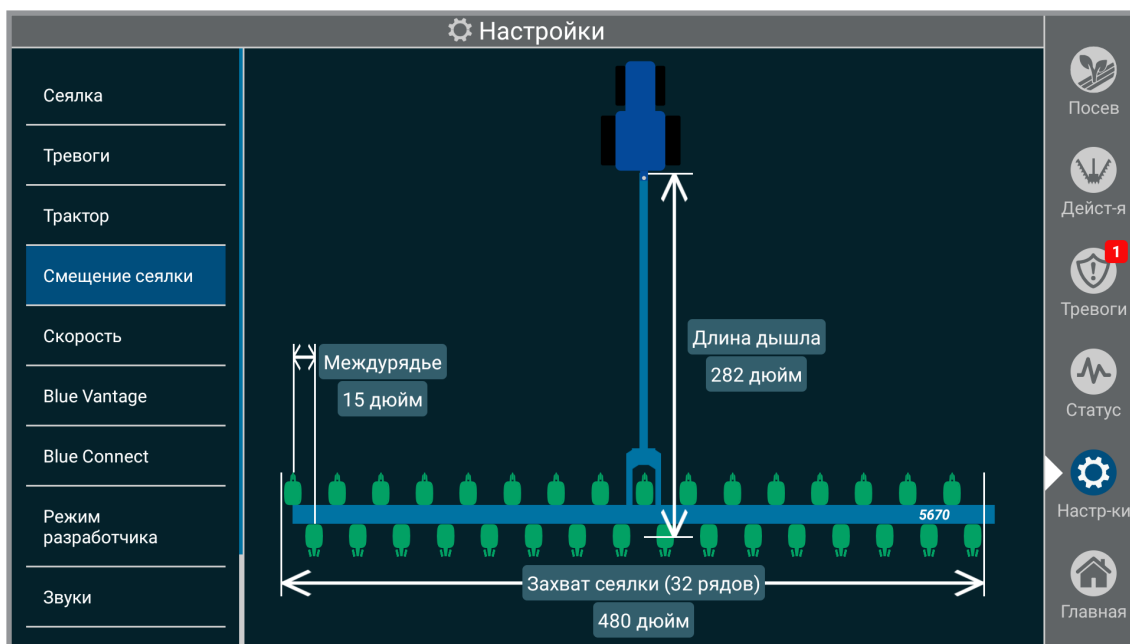 Настройки
Сеялка
Тревоги
Трактор
Смещение сеялки
Скорость
Blue Vantage
Blue Connect
Режим
разработчика
Звуки
Междурядье
15 дюйм
Длина дышла
282 дюйм
5670
Захват сеялки (32 рядов)
480 дюйм
Посев
Дейст-я
1
Тревоги
Статус
Настр-ки
Главная